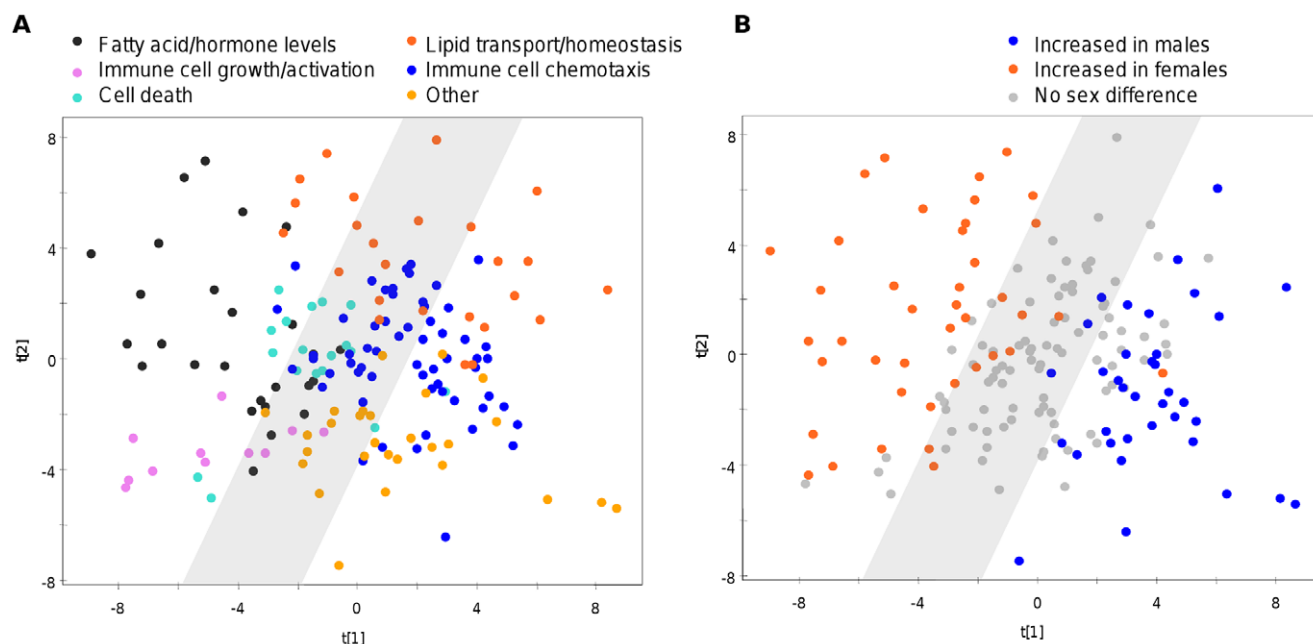 A
Fatty acid/hormone levels
Immune cell growth/activation
Cell death
Lipid transport/homeostasis
Immune cell chemotaxis
Other
8
4
0
-4
-8
t[2]
-8
-4
0
4
8
t[1]
B
Increased in males
Increased in females
No sex difference
8
4
0
-4
-8
t[2]
-8
-4
0
4
8
t[1]